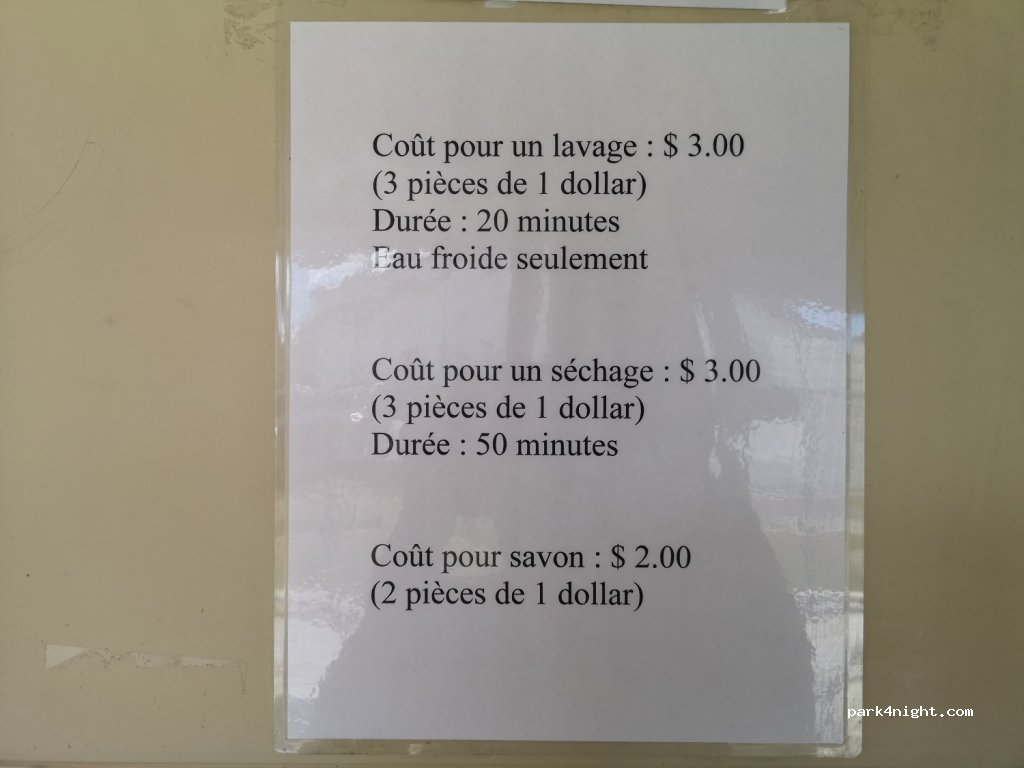 Coût pour un lavage : $ 3.00
(3 pièces de 1 dollar)
Durée : 20 minutes
Eau froide seulement
Coût pour un séchage : $ 3.00
(3 pièces de 1 dollar)
Durée : 50 minutes
Coût pour savon : $ 2.00
(2 pièces de 1 dollar)
park4night.com